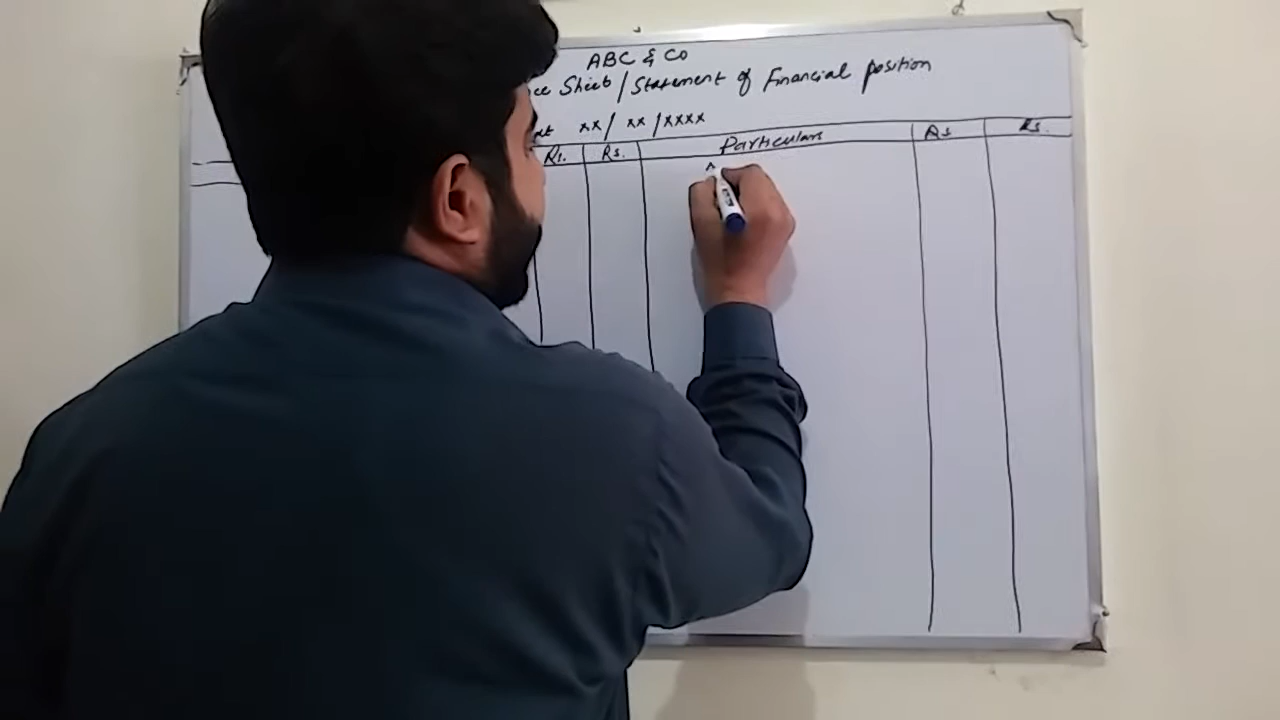 ABC & Co
Sheet / Statement of Financial position
xx / xx / xxxx
Rs. Rs. Particulars Rs Rs.